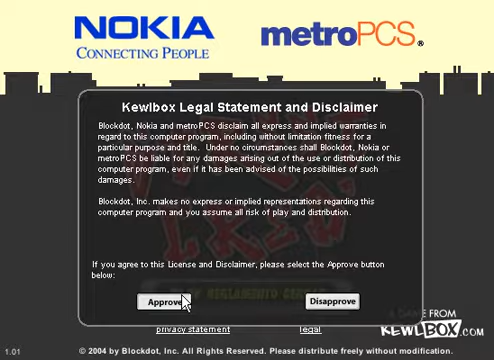 NOKIA
CONNECTING PEOPLE
metroPCS®
Kewlbox Legal Statement and Disclaimer
Blockdot, Nokia and metroPCS disclaim all express and implied warranties in
regard to this computer program, including without limitation fitness for a
particular purpose and title. Under no circumstances shall Blockdot, Nokia or
metroPCS be liable for any damages arising out of the use or distribution of this
computer program, even if it has been advised of the possibilities of such
damages.
Blockdot, Inc. makes no express or implied representations regarding this
computer program and you assume all risk of play and distribution.
If you agree to this License and Disclaimer, please select the Approve button
below:
Approve
Disapprove
privacy statement
legal
A GAME FROM
KEWLBOX.COM
1.01
© 2004 by Blockdot, Inc. All Rights Reserved. Please distribute freely without modification.